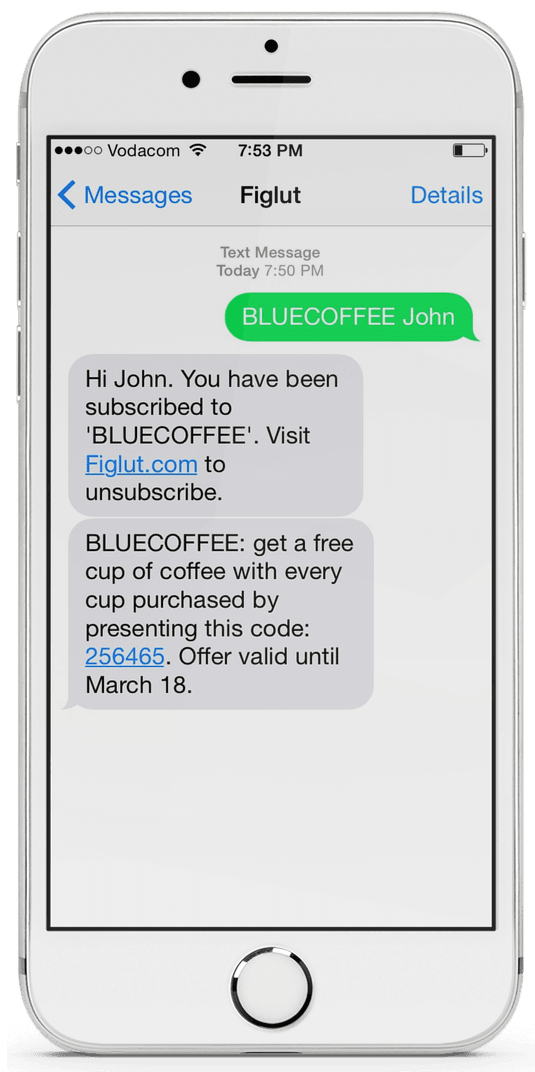 Vodacom 7:53 PM
Messages Figlut Details
Text Message
Today 7:50 PM
BLUECOFFEE John
Hi John. You have been
subscribed to
'BLUECOFFEE'. Visit
Figlut.com to
unsubscribe.
BLUECOFFEE: get a free
cup of coffee with every
cup purchased by
presenting this code:
256465. Offer valid until
March 18.